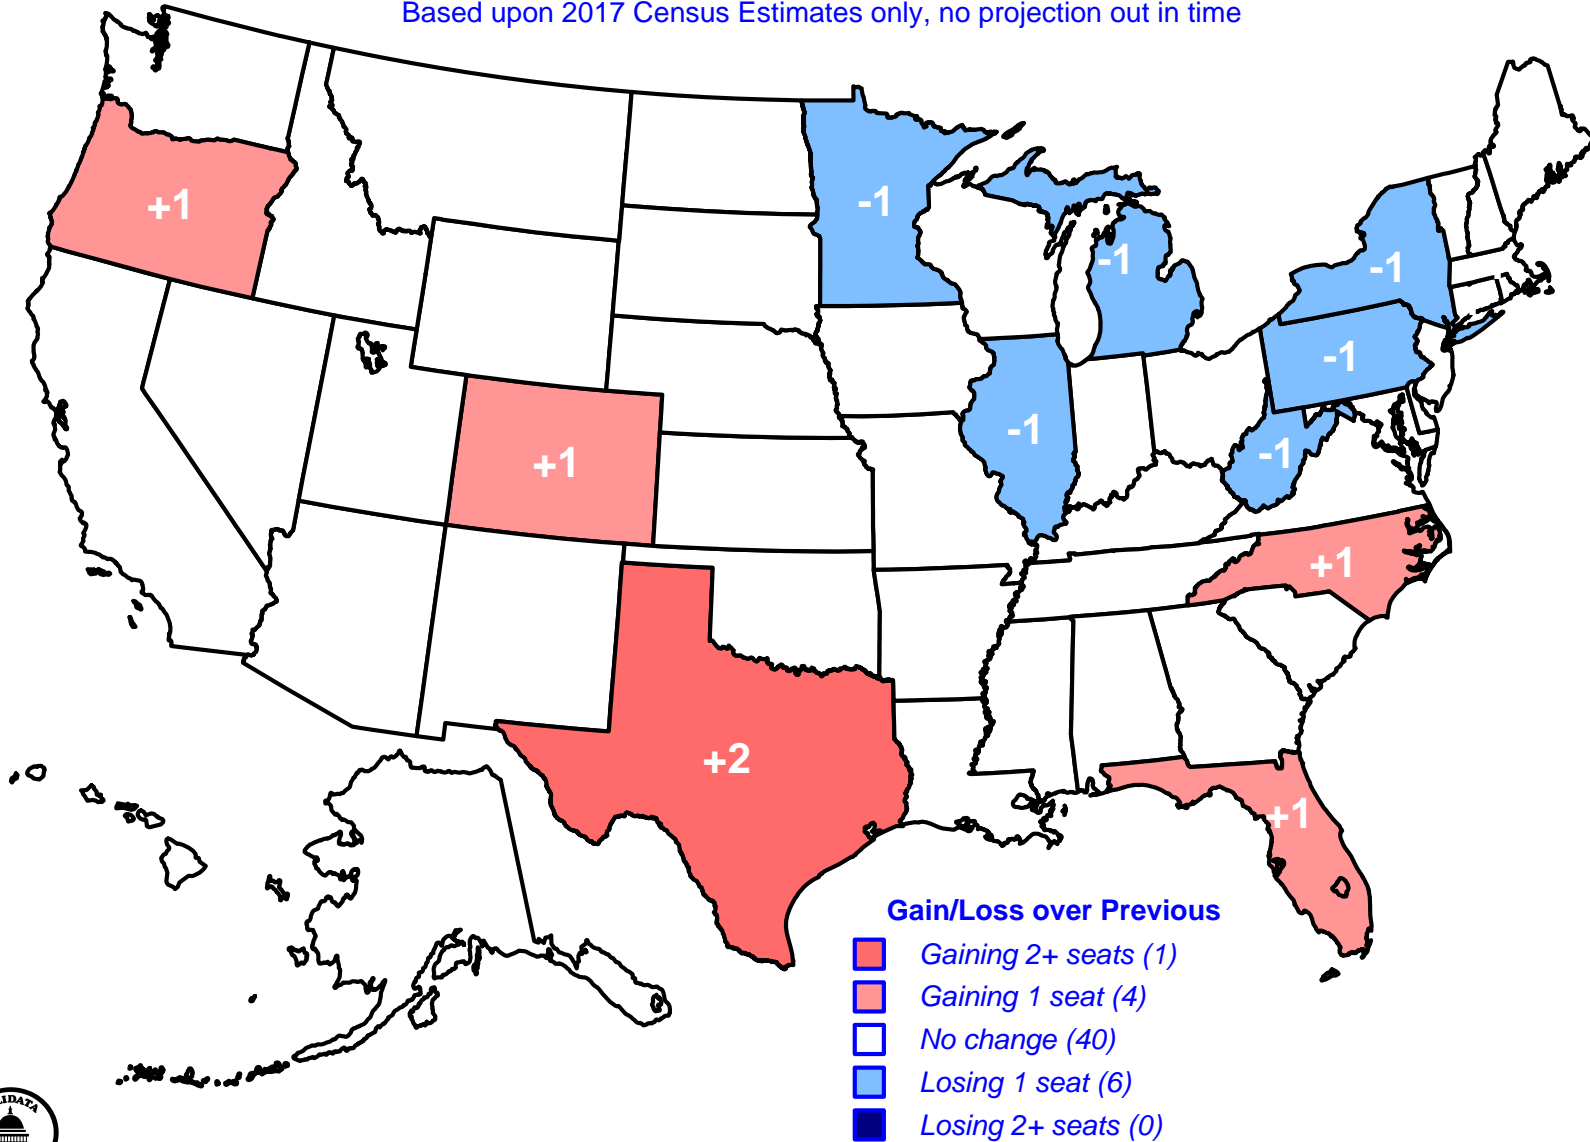 Based upon 2017 Census Estimates only, no projection out in time
+1
-1
-1
-1
-1
-1
+1
-1
+1
+2
+1
Gain/Loss over Previous
Gaining 2+ seats (1)
Gaining 1 seat (4)
No change (40)
Losing 1 seat (6)
Losing 2+ seats (0)